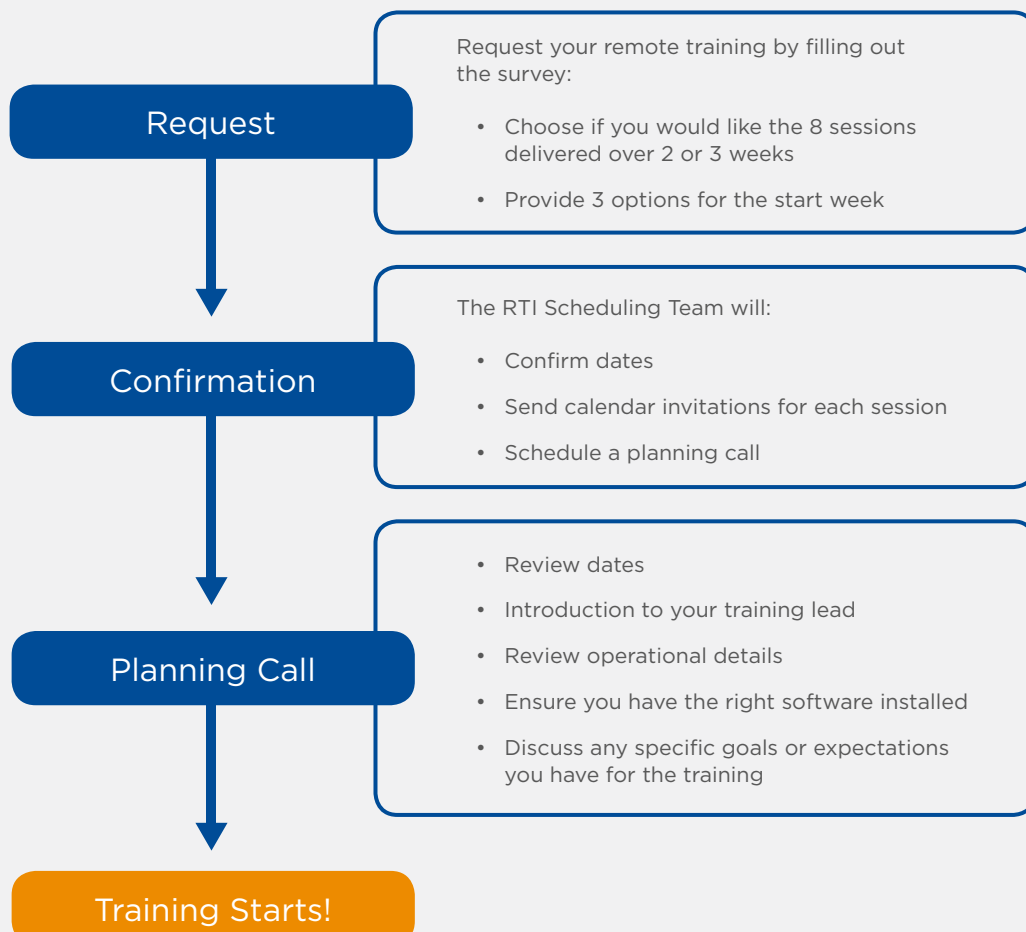 Request
Request your remote training by filling out
the survey:
• Choose if you would like the 8 sessions
delivered over 2 or 3 weeks
• Provide 3 options for the start week
Confirmation
The RTI Scheduling Team will:
• Confirm dates
• Send calendar invitations for each session
• Schedule a planning call
Planning Call
• Review dates
• Introduction to your training lead
• Review operational details
• Ensure you have the right software installed
• Discuss any specific goals or expectations
you have for the training
Training Starts!